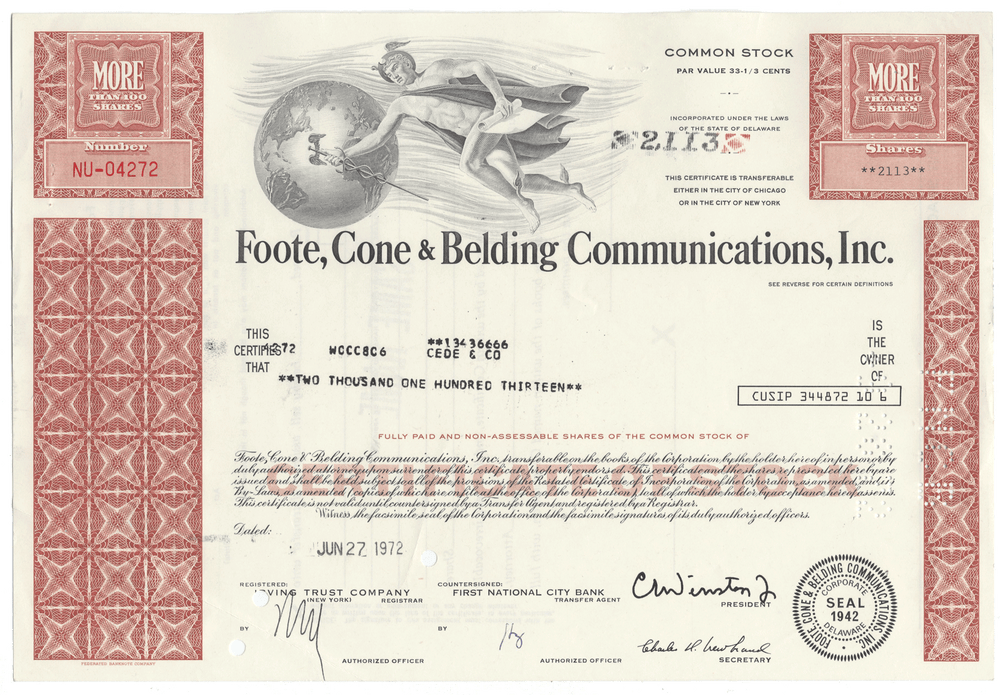 MORE
THAN 100
SHARES
Number
NU-04272
COMMON STOCK
PAR VALUE 33-1/3 CENTS
INCORPORATED UNDER THE LAWS
OF THE STATE OF DELAWARE
2113
THIS CERTIFICATE IS TRANSFERABLE
EITHER IN THE CITY OF CHICAGO
OR IN THE CITY OF NEW YORK
MORE
THAN 100
SHARES
Shares
**2113**
Foote, Cone & Belding Communications, Inc.
SEE REVERSE FOR CERTAIN DEFINITIONS
THIS
CERTIFIES
THAT
4272 WCCC8C6 **13436666
CEDE & CO
**TWO THOUSAND ONE HUNDRED THIRTEEN**
IS
THE
OWNER
OF
CUSIP 344872 10 6
FULLY PAID AND NON-ASSESSABLE SHARES OF THE COMMON STOCK OF
Foote, Cone & Belding Communications, Inc. transferable on the books of the Corporation by the holder hereof in person or by
duly authorized attorney upon surrender of this certificate properly endorsed. This certificate and the shares represented hereby are
issued and shall be held subject to all of the provisions of the Restated Certificate of Incorporation of the Corporation, as amended, and its
By-Laws, as amended (copies of which are on file at the office of the Corporation), to all of which the holder by acceptance hereof assents.
This certificate is not valid until countersigned by a Transfer Agent and registered by a Registrar.
Witness the facsimile seal of the Corporation and the facsimile signatures of its duly authorized officers.
Dated:
JUN 27 1972
REGISTERED:
IRVING TRUST COMPANY
(NEW YORK) REGISTRAR
BY
AUTHORIZED OFFICER
COUNTERSIGNED:
FIRST NATIONAL CITY BANK
TRANSFER AGENT
BY
AUTHORIZED OFFICER
PRESIDENT
SECRETARY
FOOTE, CONE & BELDING COMMUNICATIONS, INC.
CORPORATE
SEAL
1942
DELAWARE
FEDERATED BANKNOTE COMPANY